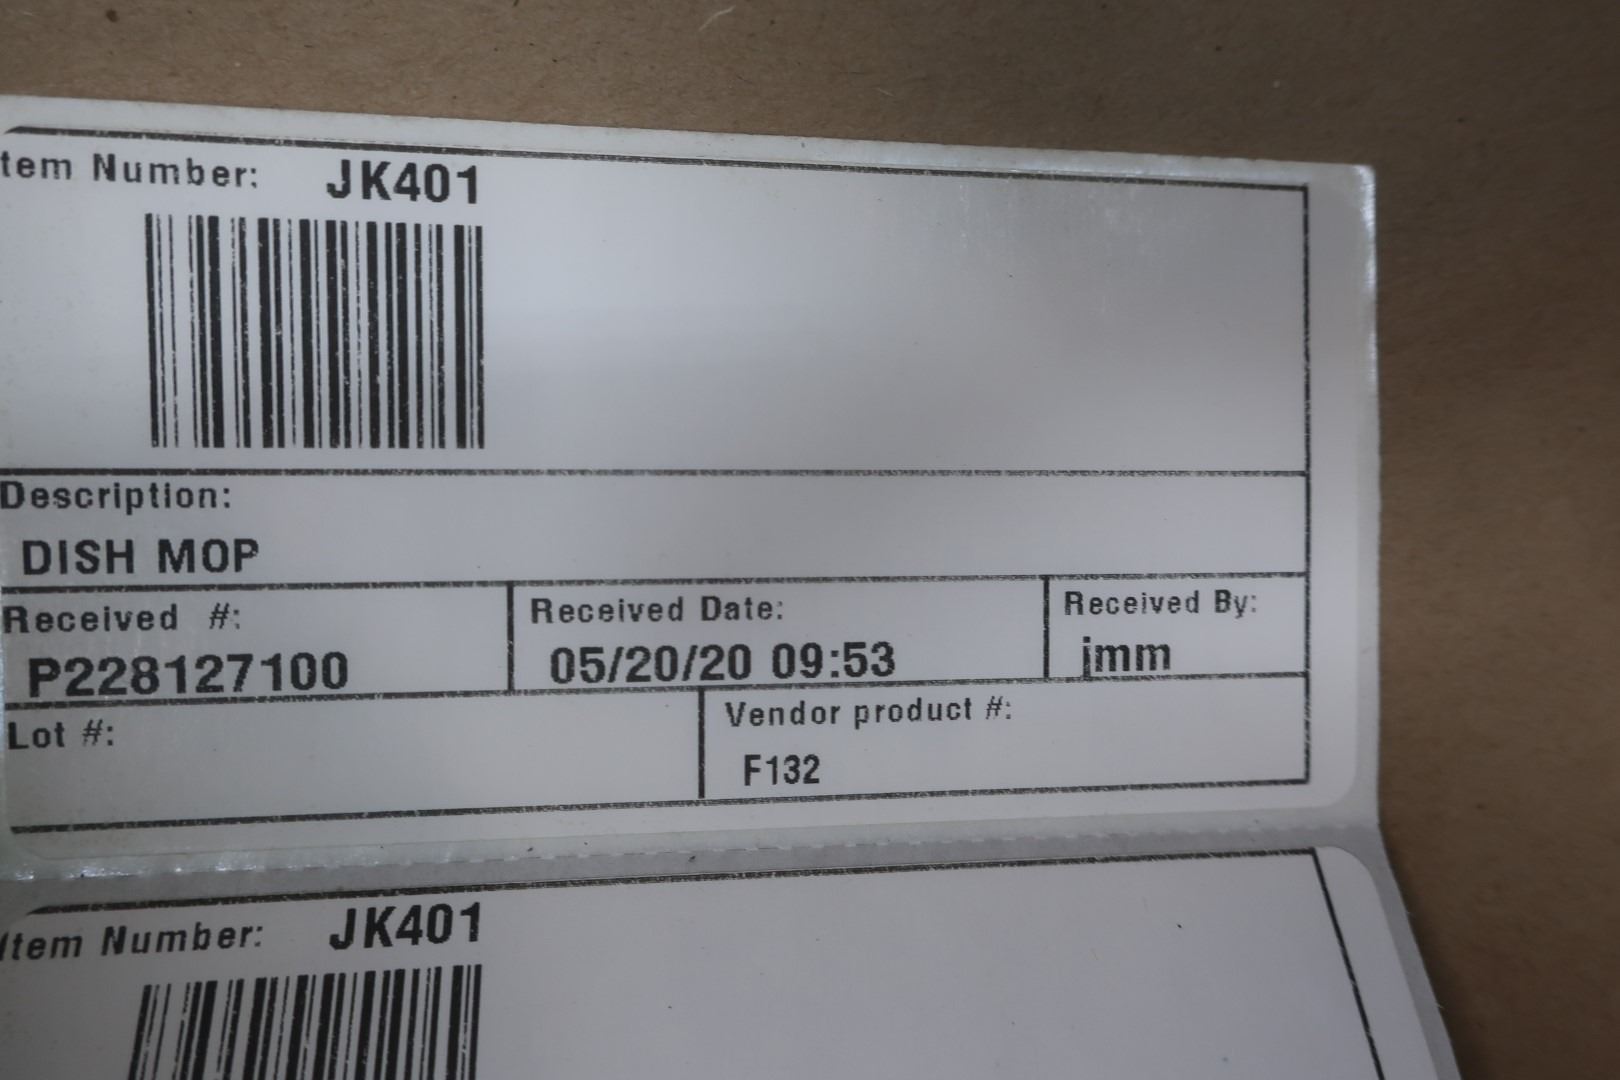 tem Number: JK401
Description:
DISH MOP
Received #:
P228127100
Received Date:
05/20/20 09:53
Received By:
jmm
Lot #:
Vendor product #:
F132
Item Number: JK401